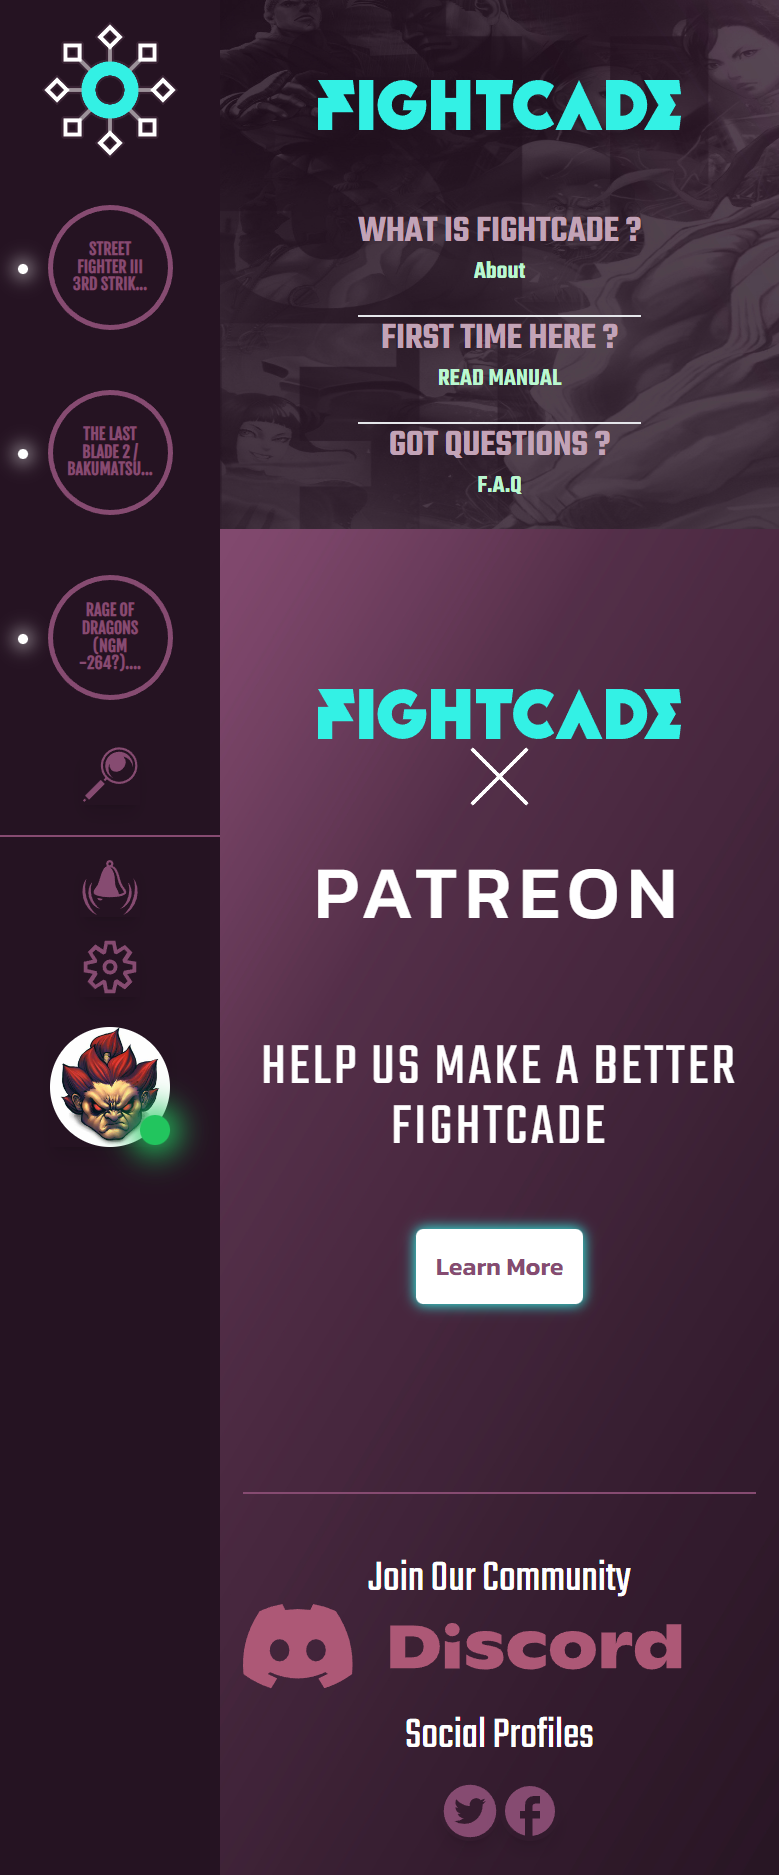 FIGHTCADE
STREET
FIGHTER III
3RD STRIK...
THE LAST
BLADE 2 /
BAKUMATSU...
RAGE OF
DRAGONS
(NGM
-264?)....
WHAT IS FIGHTCADE ?
About
FIRST TIME HERE ?
READ MANUAL
GOT QUESTIONS ?
F.A.Q
FIGHTCADE
PATREON
HELP US MAKE A BETTER
FIGHTCADE
Learn More
Join Our Community
Discord
Social Profiles